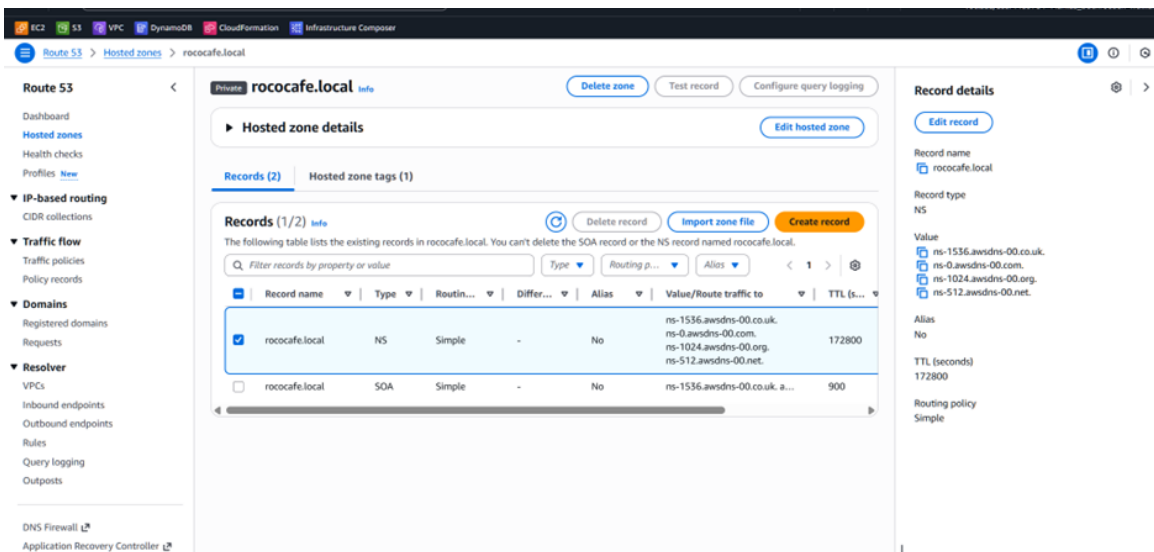 EC2 S3 VPC DynamoDB CloudFormation Infrastructure Composer
Route 53 > Hosted zones > rococafe.local
Route 53
Dashboard
Hosted zones
Health checks
Profiles New
IP-based routing
CIDR collections
Traffic flow
Traffic policies
Policy records
Domains
Registered domains
Requests
Resolver
VPCs
Inbound endpoints
Outbound endpoints
Rules
Query logging
Outposts
DNS Firewall
Application Recovery Controller
Private rococafe.local Info
Delete zone Test record Configure query logging
Hosted zone details
Edit hosted zone
Records (2) Hosted zone tags (1)
Records (1/2) Info
Delete record Import zone file Create record
The following table lists the existing records in rococafe.local. You can't delete the SOA record or the NS record named rococafe.local.
Filter records by property or value Type Routing p... Alias 1
Record name Type Routin... Differ... Alias Value/Route traffic to TTL (s...
rococafe.local NS Simple - No
ns-1536.awsdns-00.co.uk.
ns-0.awsdns-00.com.
ns-1024.awsdns-00.org.
ns-512.awsdns-00.net.
172800
rococafe.local SOA Simple - No ns-1536.awsdns-00.co.uk. a... 900
Record details
Edit record
Record name
rococafe.local
Record type
NS
Value
ns-1536.awsdns-00.co.uk.
ns-0.awsdns-00.com.
ns-1024.awsdns-00.org.
ns-512.awsdns-00.net.
Alias
No
TTL (seconds)
172800
Routing policy
Simple